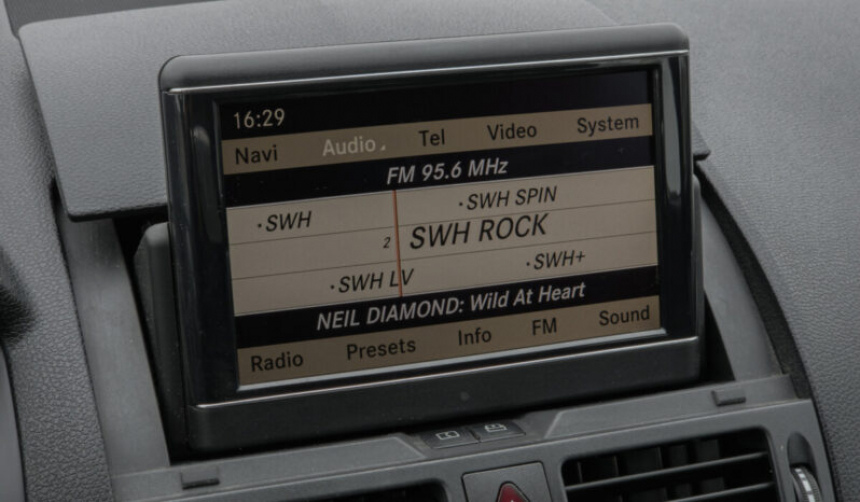 16:29
Navi Audio Tel Video System
FM 95.6 MHz
·SWH ·SWH SPIN
2 SWH ROCK
·SWH LV ·SWH+
NEIL DIAMOND: Wild At Heart
Radio Presets Info FM Sound